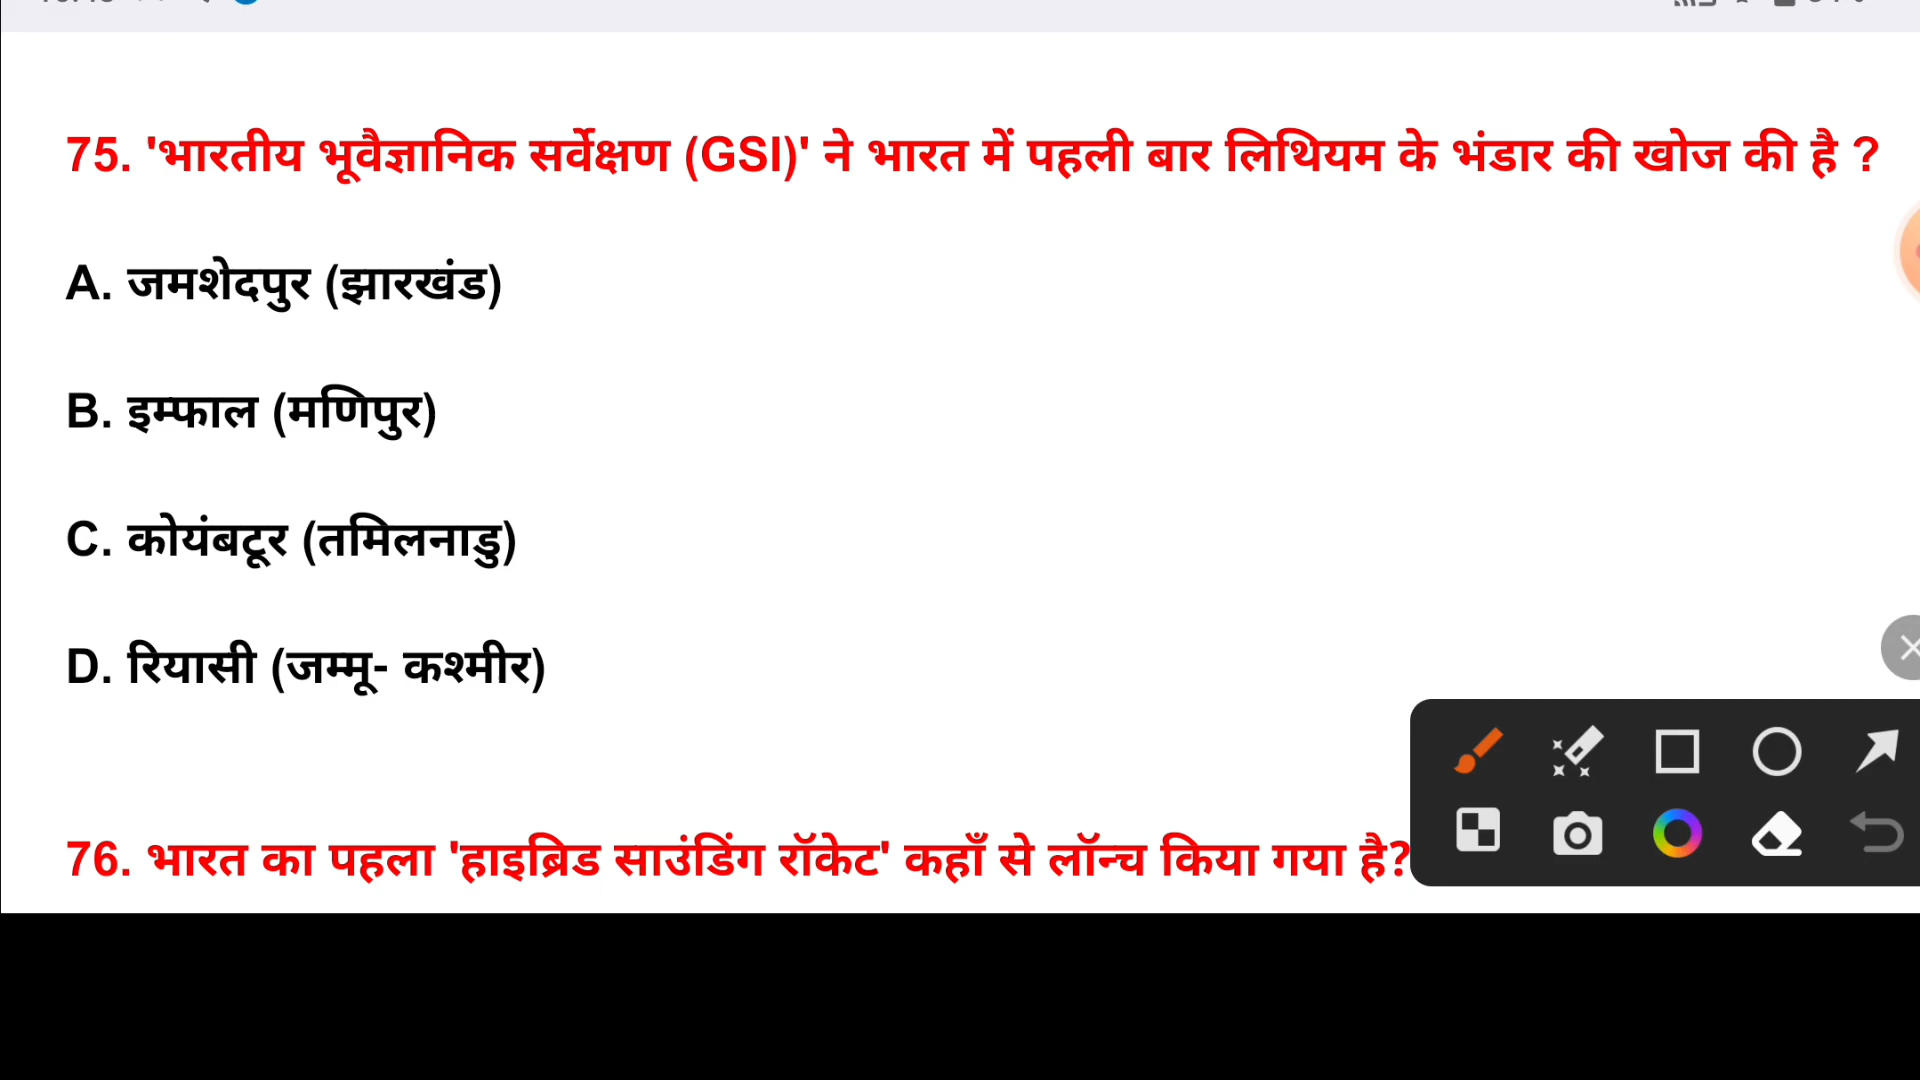 75. 'भारतीय भूवैज्ञानिक सर्वेक्षण (GSI)' ने भारत में पहली बार लिथियम के भंडार की खोज की है ?
A. जमशेदपुर (झारखंड)
B. इम्फाल (मणिपुर)
C. कोयंबटूर (तमिलनाडु)
D. रियासी (जम्मू- कश्मीर)
76. भारत का पहला 'हाइब्रिड साउंडिंग रॉकेट' कहाँ से लॉन्च किया गया है?